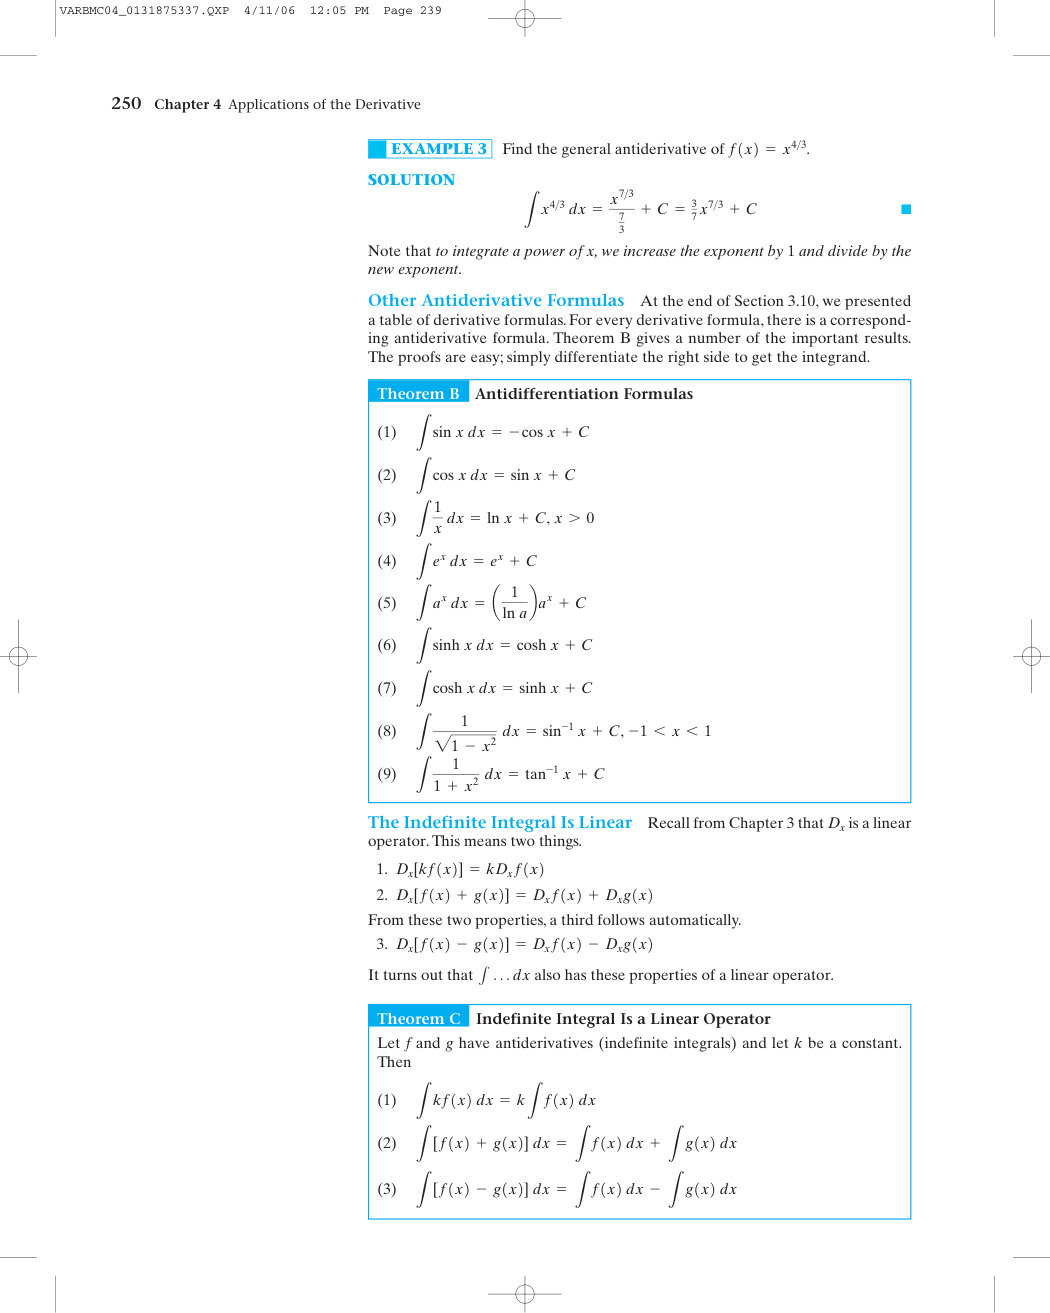 VARBMC04_0131875337.QXP 4/11/06 12:05 PM Page 239
250 Chapter 4 Applications of the Derivative
EXAMPLE 3 Find the general antiderivative of f(x) = x^{4/3}.
SOLUTION
∫ x^{4/3} dx = \frac{x^{7/3}}{\frac{7}{3}} + C = \frac{3}{7} x^{7/3} + C
Note that to integrate a power of x, we increase the exponent by 1 and divide by the
new exponent.
Other Antiderivative Formulas At the end of Section 3.10, we presented
a table of derivative formulas. For every derivative formula, there is a correspond-
ing antiderivative formula. Theorem B gives a number of the important results.
The proofs are easy; simply differentiate the right side to get the integrand.
Theorem B Antidifferentiation Formulas
(1) ∫ sin x dx = −cos x + C
(2) ∫ cos x dx = sin x + C
(3) ∫ \frac{1}{x} dx = ln x + C, x > 0
(4) ∫ e^x dx = e^x + C
(5) ∫ a^x dx = (\frac{1}{ln a}) a^x + C
(6) ∫ sinh x dx = cosh x + C
(7) ∫ cosh x dx = sinh x + C
(8) ∫ \frac{1}{\sqrt{1 − x^2}} dx = sin^{−1} x + C, −1 < x < 1
(9) ∫ \frac{1}{1 + x^2} dx = tan^{−1} x + C
The Indefinite Integral Is Linear Recall from Chapter 3 that D_x is a linear
operator. This means two things.
1. D_x[kf(x)] = kD_x f(x)
2. D_x[f(x) + g(x)] = D_x f(x) + D_x g(x)
From these two properties, a third follows automatically.
3. D_x[f(x) − g(x)] = D_x f(x) − D_x g(x)
It turns out that ∫ ... dx also has these properties of a linear operator.
Theorem C Indefinite Integral Is a Linear Operator
Let f and g have antiderivatives (indefinite integrals) and let k be a constant.
Then
(1) ∫ kf(x) dx = k ∫ f(x) dx
(2) ∫ [f(x) + g(x)] dx = ∫ f(x) dx + ∫ g(x) dx
(3) ∫ [f(x) − g(x)] dx = ∫ f(x) dx − ∫ g(x) dx